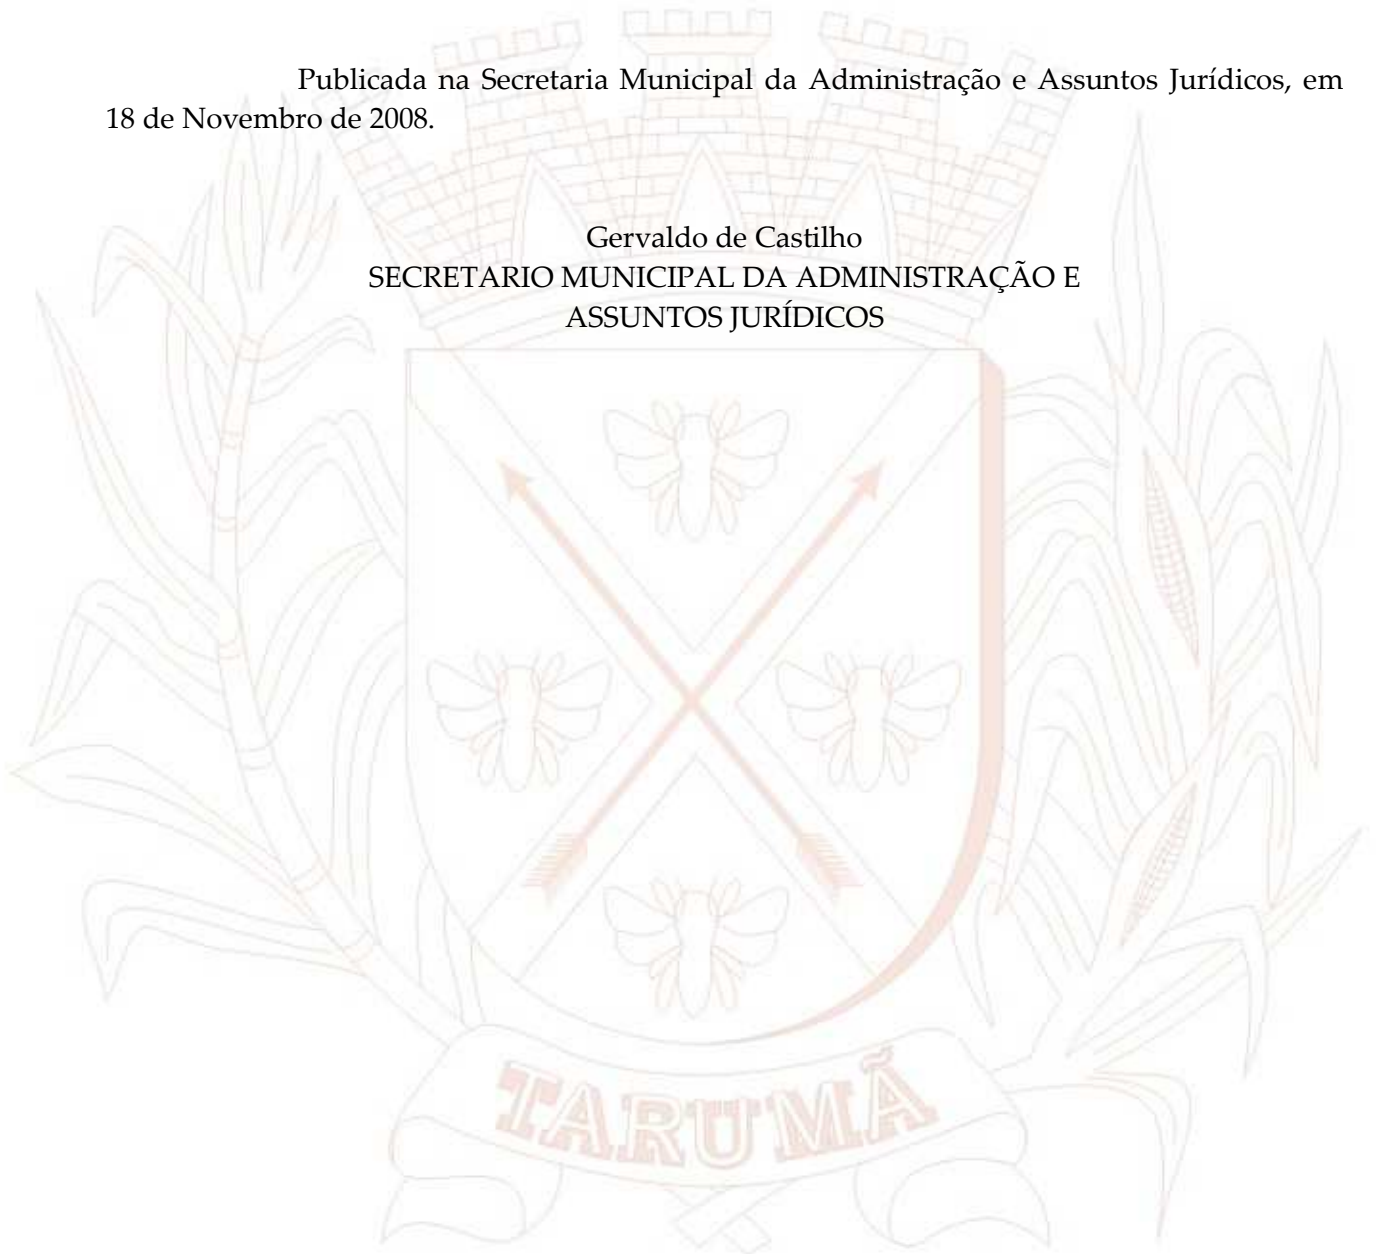 Publicada na Secretaria Municipal da Administração e Assuntos Jurídicos, em
18 de Novembro de 2008.
Gervaldo de Castilho
SECRETARIO MUNICIPAL DA ADMINISTRAÇÃO E
ASSUNTOS JURÍDICOS
TARUMÃ